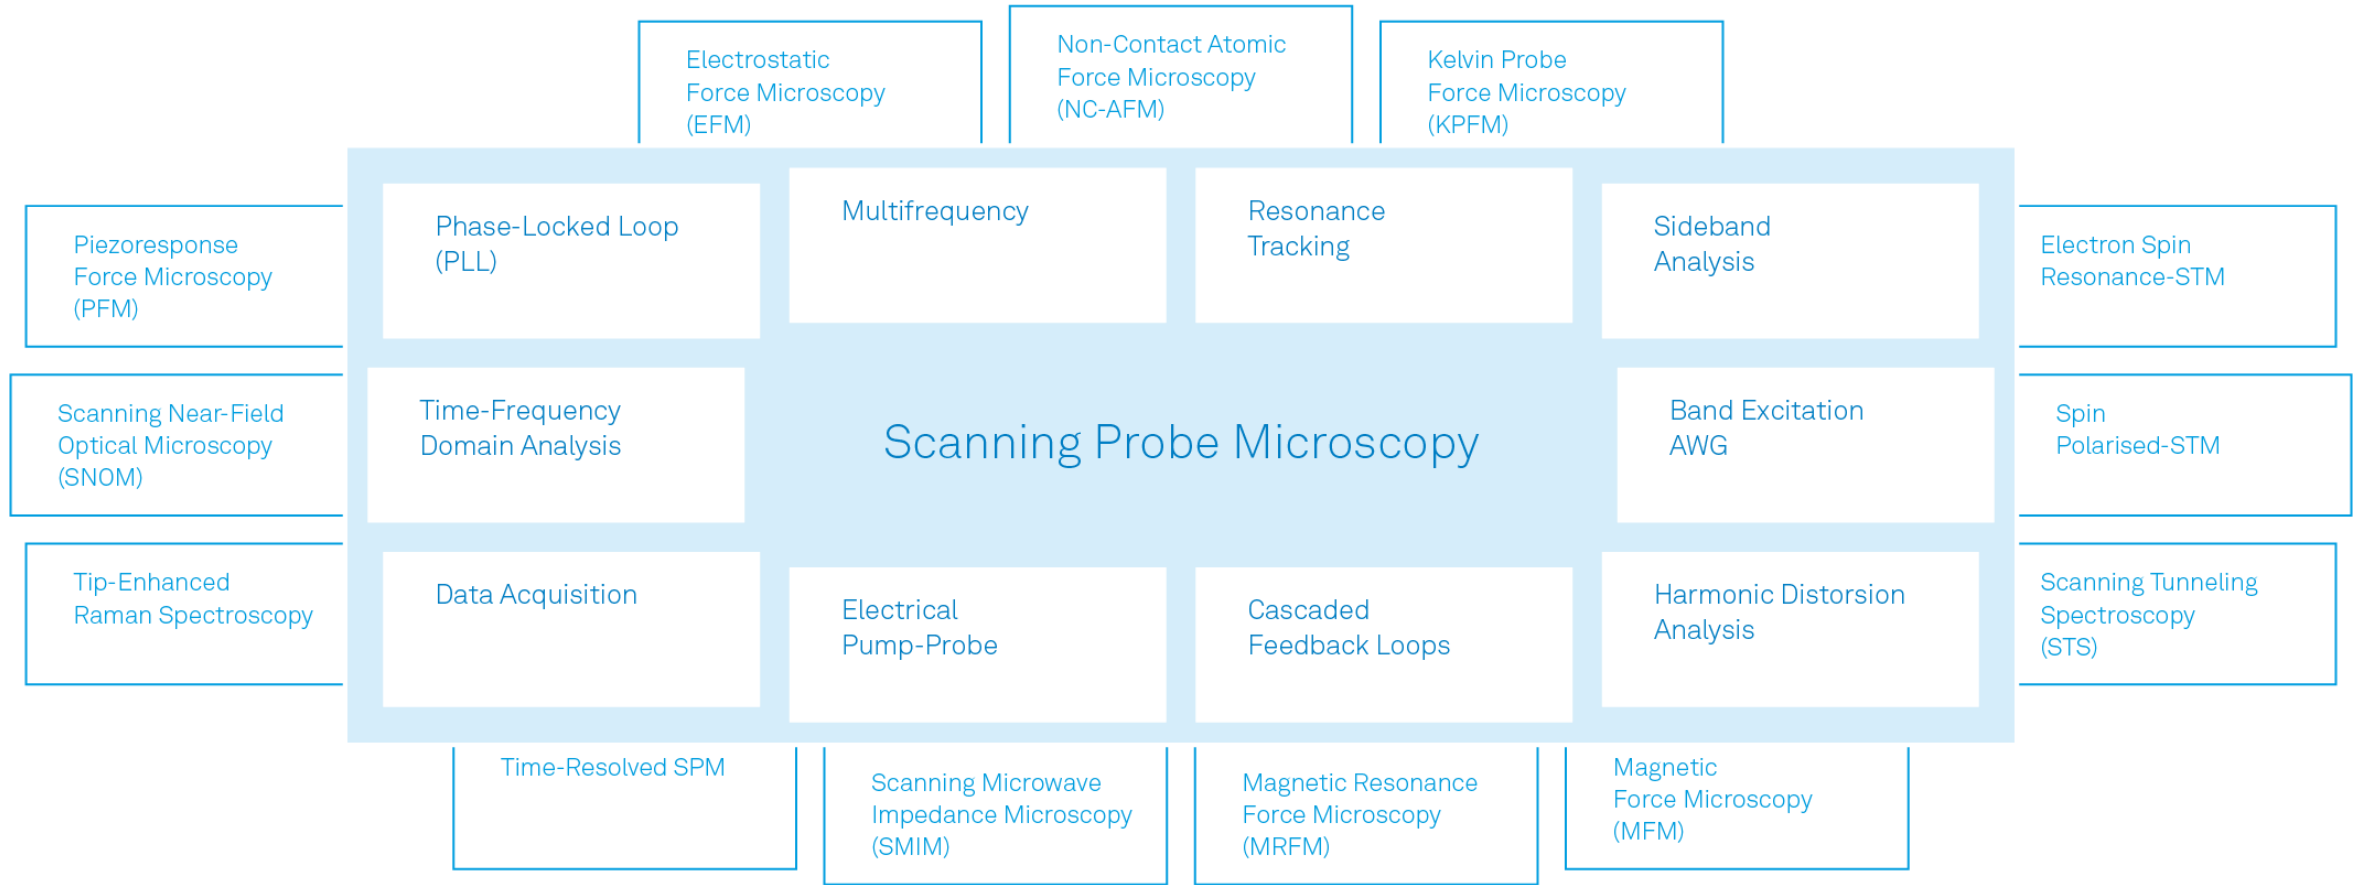 Electrostatic
Force Microscopy
(EFM)
Non-Contact Atomic
Force Microscopy
(NC-AFM)
Kelvin Probe
Force Microscopy
(KPFM)
Piezoresponse
Force Microscopy
(PFM)
Phase-Locked Loop
(PLL)
Multifrequency
Resonance
Tracking
Sideband
Analysis
Electron Spin
Resonance-STM
Scanning Near-Field
Optical Microscopy
(SNOM)
Time-Frequency
Domain Analysis
Scanning Probe Microscopy
Band Excitation
AWG
Spin
Polarised-STM
Tip-Enhanced
Raman Spectroscopy
Data Acquisition
Electrical
Pump-Probe
Cascaded
Feedback Loops
Harmonic Distorsion
Analysis
Scanning Tunneling
Spectroscopy
(STS)
Time-Resolved SPM
Scanning Microwave
Impedance Microscopy
(SMIM)
Magnetic Resonance
Force Microscopy
(MRFM)
Magnetic
Force Microscopy
(MFM)